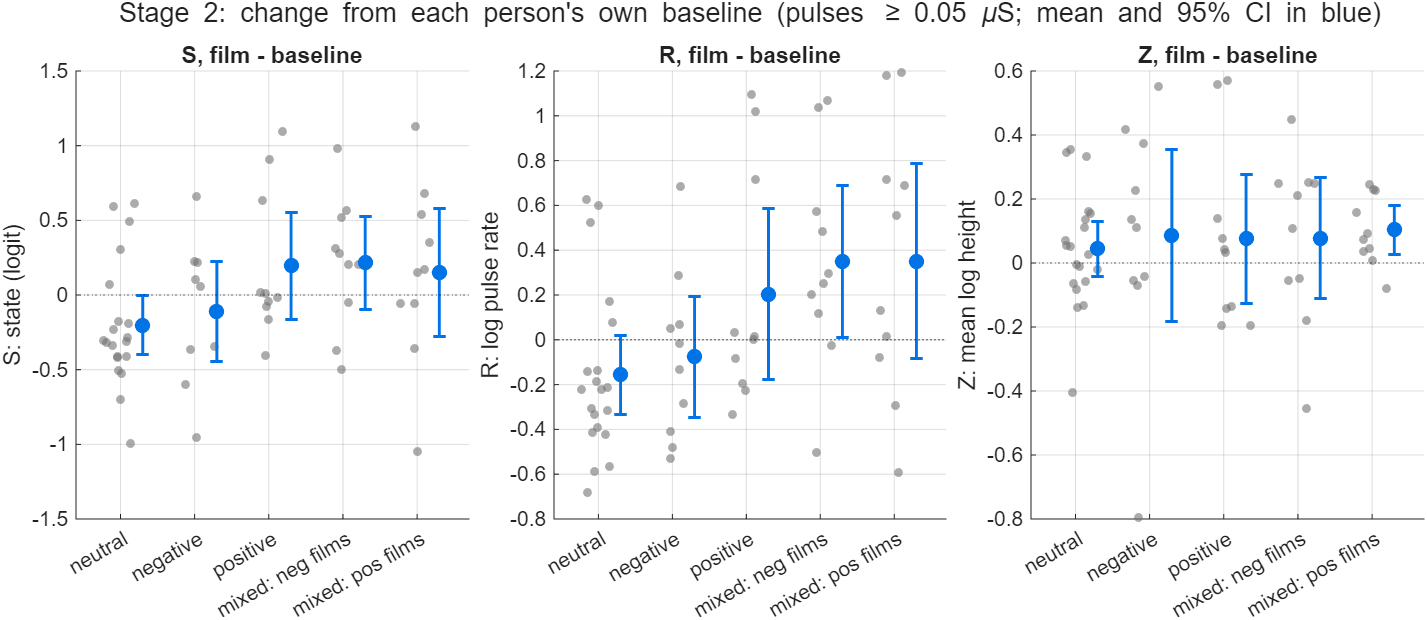 Stage 2: change from each person's own baseline (pulses ≥ 0.05 µS; mean and 95% CI in blue)
S, film - baseline
S: state (logit)
1.5
1
0.5
0
-0.5
-1
-1.5
neutral
negative
positive
mixed: neg films
mixed: pos films
R, film - baseline
R: log pulse rate
1.2
1
0.8
0.6
0.4
0.2
0
-0.2
-0.4
-0.6
-0.8
neutral
negative
positive
mixed: neg films
mixed: pos films
Z, film - baseline
Z: mean log height
0.6
0.4
0.2
0
-0.2
-0.4
-0.6
-0.8
neutral
negative
positive
mixed: neg films
mixed: pos films